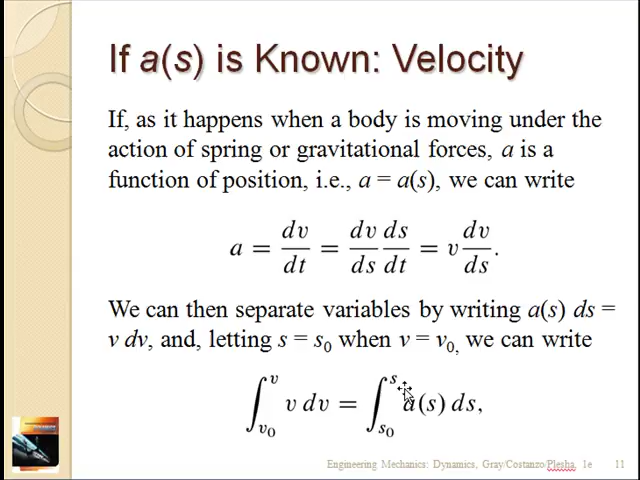 If a(s) is Known: Velocity
If, as it happens when a body is moving under the
action of spring or gravitational forces, a is a
function of position, i.e., a = a(s), we can write
a = dv/dt = dv/ds ds/dt = v dv/ds.
We can then separate variables by writing a(s) ds =
v dv, and, letting s = s₀ when v = v₀, we can write
∫_{v₀}^{v} v dv = ∫_{s₀}^{s} a(s) ds,
Engineering Mechanics: Dynamics, Gray/Costanzo/Plesha, 1e 11